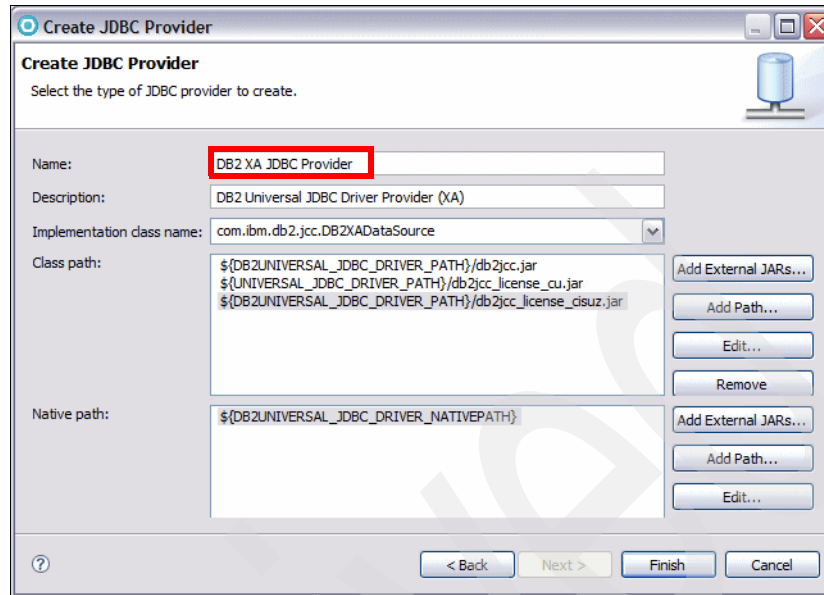 Create JDBC Provider
Create JDBC Provider
Select the type of JDBC provider to create.
Name: DB2 XA JDBC Provider
Description: DB2 Universal JDBC Driver Provider (XA)
Implementation class name: com.ibm.db2.jcc.DB2XADataSource
Class path:
${DB2UNIVERSAL_JDBC_DRIVER_PATH}/db2jcc.jar
${UNIVERSAL_JDBC_DRIVER_PATH}/db2jcc_license_cu.jar
${DB2UNIVERSAL_JDBC_DRIVER_PATH}/db2jcc_license_cisuz.jar
Add External JARs...
Add Path...
Edit...
Remove
Native path:
${DB2UNIVERSAL_JDBC_DRIVER_NATIVEPATH}
Add External JARs...
Add Path...
Edit...
? < Back Next > Finish Cancel